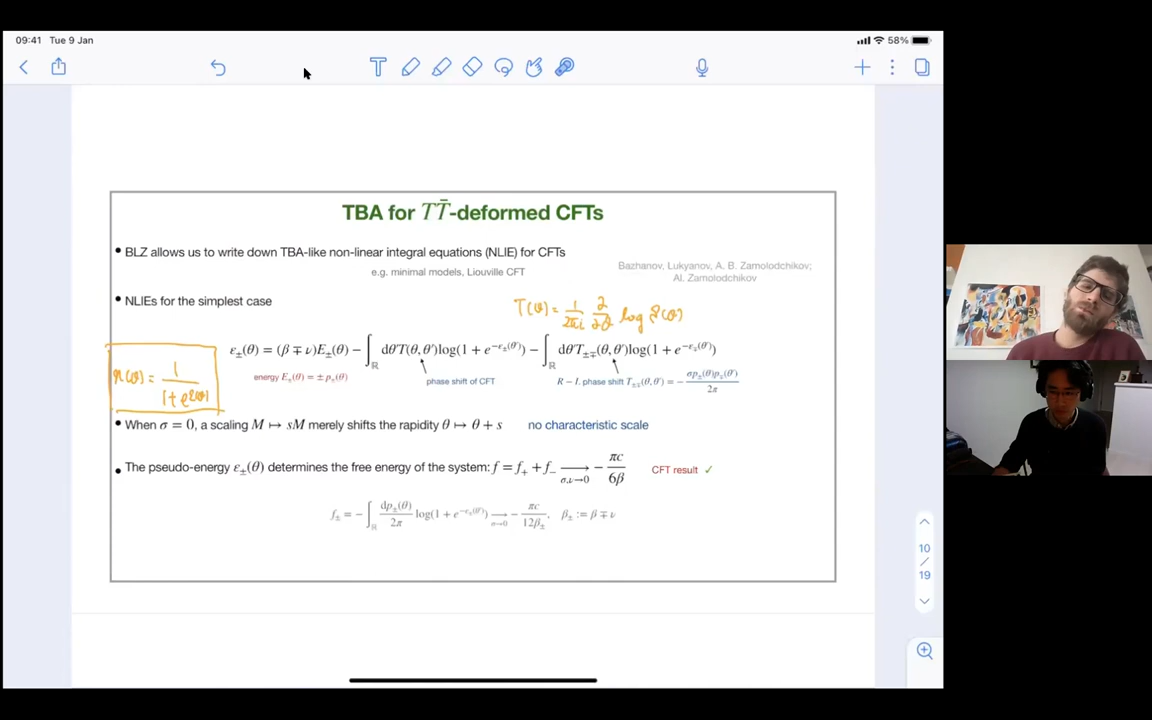 09:41 Tue 9 Jan
58%
TBA for TT̄-deformed CFTs
• BLZ allows us to write down TBA-like non-linear integral equations (NLIE) for CFTs
e.g. minimal models, Liouville CFT
Bazhanov, Lukyanov, A. B. Zamolodchikov;
Al. Zamolodchikov
• NLIEs for the simplest case
T(θ) = 1/2πi ∂/∂θ log S(θ)
ε±(θ) = (β ∓ ν)E±(θ) − ∫ℝ dθ′T(θ, θ′)log(1 + e^−ε±(θ′)) − ∫ℝ dθ′T±∓(θ, θ′)log(1 + e^−ε∓(θ′))
n(θ) = 1/(1 + e^ε(θ))
energy E±(θ) = ±p±(θ)
phase shift of CFT
R − L phase shift T±∓(θ, θ′) = − σp±(θ)p∓(θ′)/2π
• When σ = 0, a scaling M ↦ sM merely shifts the rapidity θ ↦ θ + s no characteristic scale
• The pseudo-energy ε±(θ) determines the free energy of the system: f = f₊ + f₋ ⟶ σ,ν→0 − πc/6β CFT result ✓
f± = − ∫ℝ dp±(θ)/2π log(1 + e^−ε±(θ)) ⟶ σ→0 − πc/12β±, β± := β ∓ ν
10
/
19